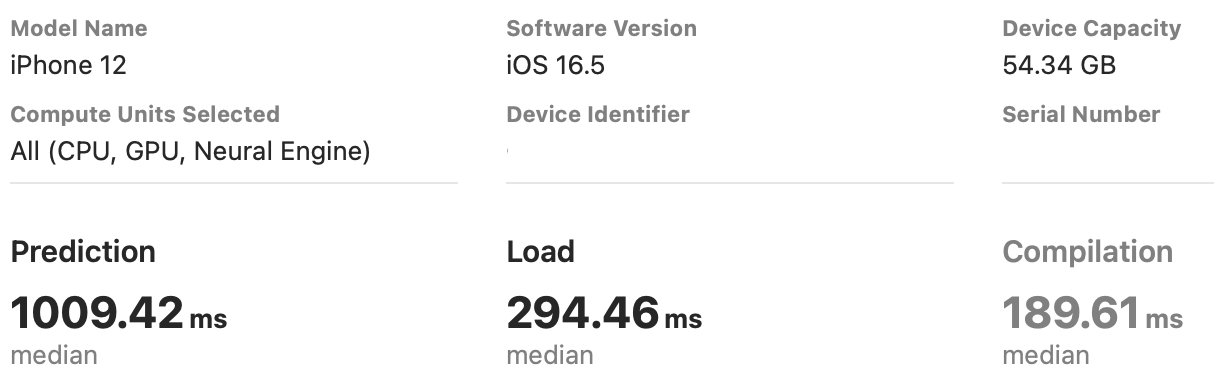 Model Name
iPhone 12
Software Version
iOS 16.5
Device Capacity
54.34 GB
Compute Units Selected
All (CPU, GPU, Neural Engine)
Device Identifier
Serial Number
Prediction
1009.42 ms
median
Load
294.46 ms
median
Compilation
189.61 ms
median